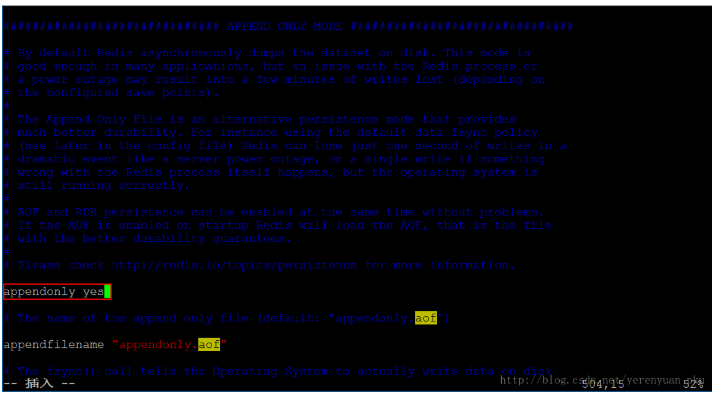 ############################## APPEND ONLY MODE ###############################
# By default Redis asynchronously dumps the dataset on disk. This mode is
# good enough in many applications, but an issue with the Redis process or
# a power outage may result into a few minutes of writes lost (depending on
# the configured save points).
#
# The Append Only File is an alternative persistence mode that provides
# much better durability. For instance using the default data fsync policy
# (see later in the config file) Redis can lose just one second of writes in a
# dramatic event like a server power outage, or a single write if something
# wrong with the Redis process itself happens, but the operating system is
# still running correctly.
#
# AOF and RDB persistence can be enabled at the same time without problems.
# If the AOF is enabled on startup Redis will load the AOF, that is the file
# with the better durability guarantees.
#
# Please check http://redis.io/topics/persistence for more information.
appendonly yes
# The name of the append only file (default: "appendonly.aof")
appendfilename "appendonly.aof"
# The fsync() call tells the Operating System to actually write data on disk
-- 插入 -- 504,15 52%